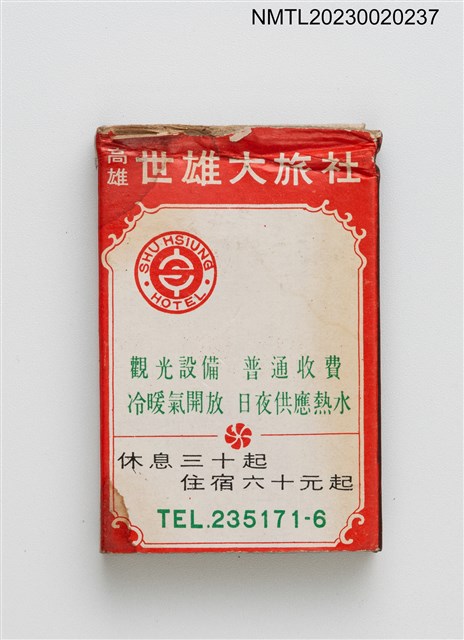 NMTL20230020237
高雄 世雄大旅社
SHU HSIUNG
HOTEL
觀光設備 普通收費
冷暖氣開放 日夜供應熱水
休息三十起
住宿六十元起
TEL.235171-6